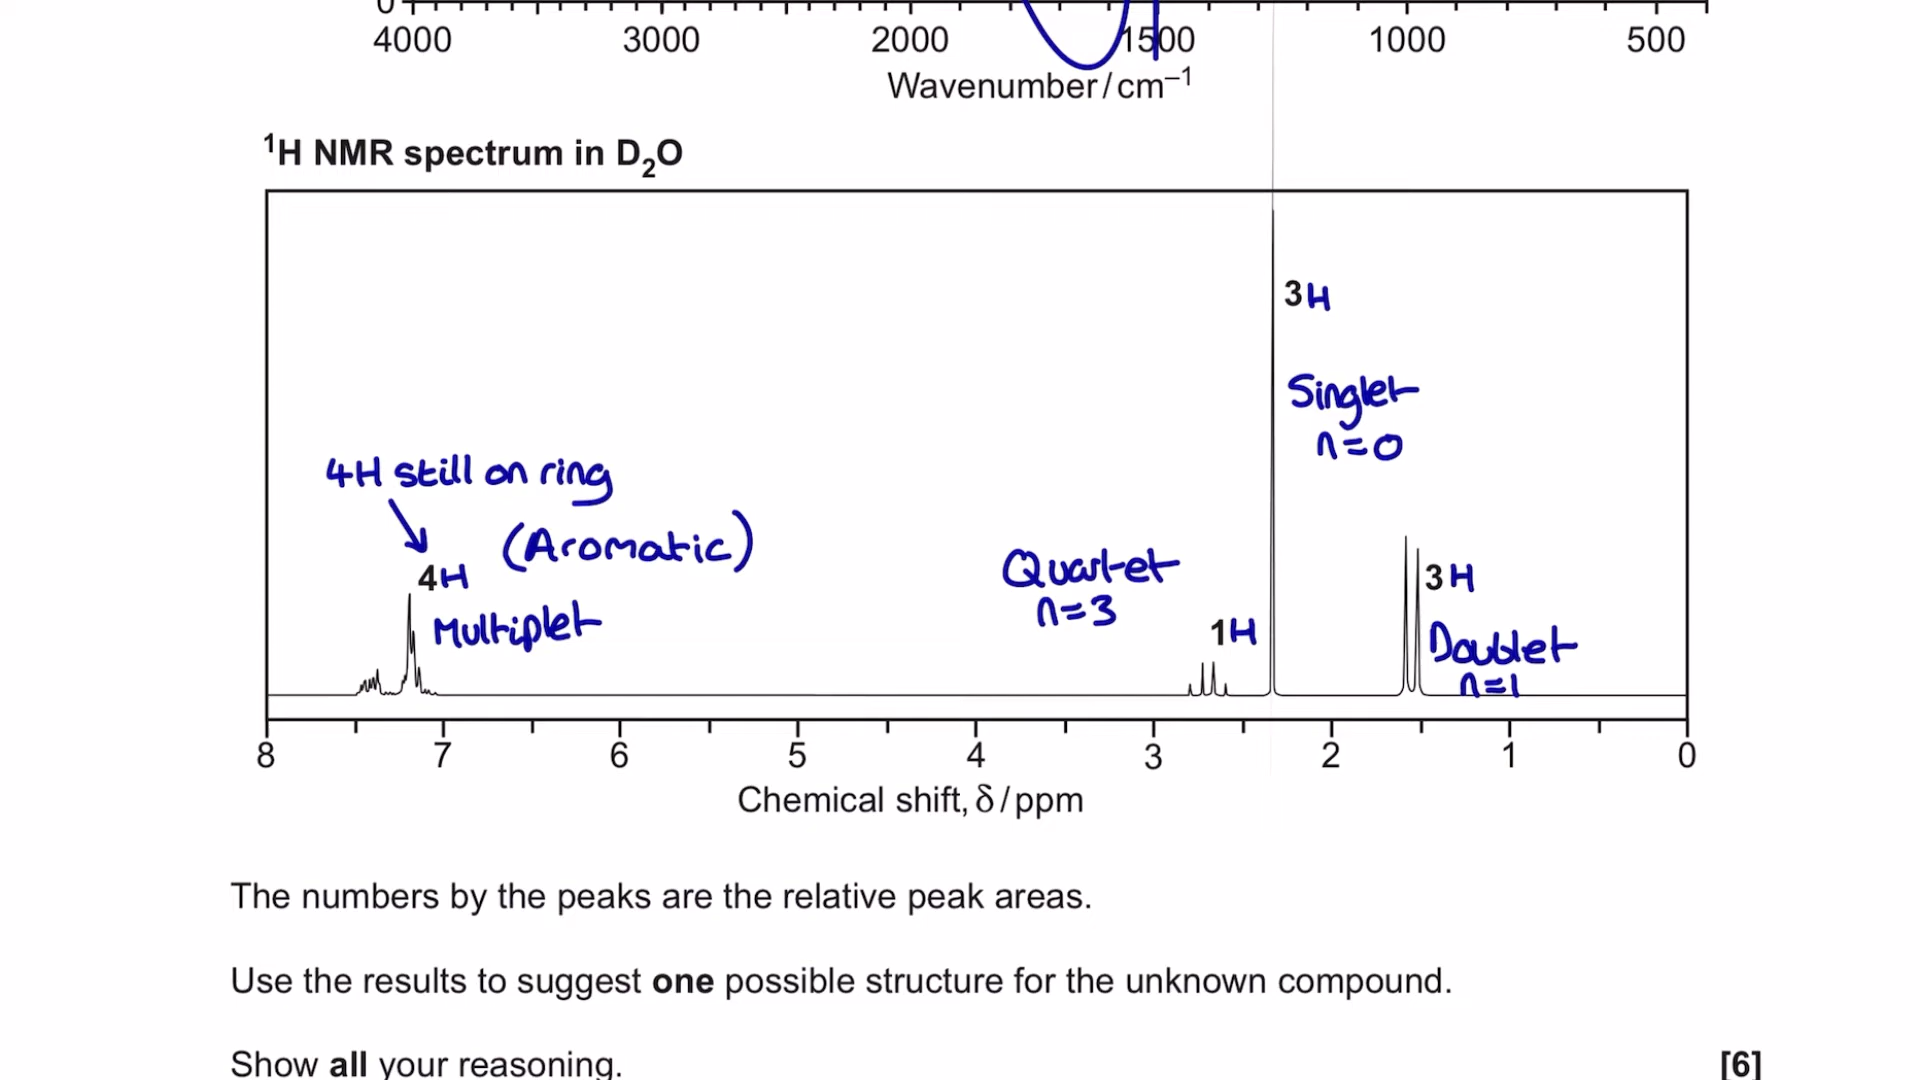 0
4000 3000 2000 1500 1000 500
Wavenumber/cm⁻¹
¹H NMR spectrum in D₂O
3H
Singlet
n=0
4H still on ring
(Aromatic)
4H
Multiplet
Quartet
n=3
1H
3H
Doublet
n=1
8 7 6 5 4 3 2 1 0
Chemical shift, δ/ppm
The numbers by the peaks are the relative peak areas.
Use the results to suggest one possible structure for the unknown compound.
Show all your reasoning. [6]